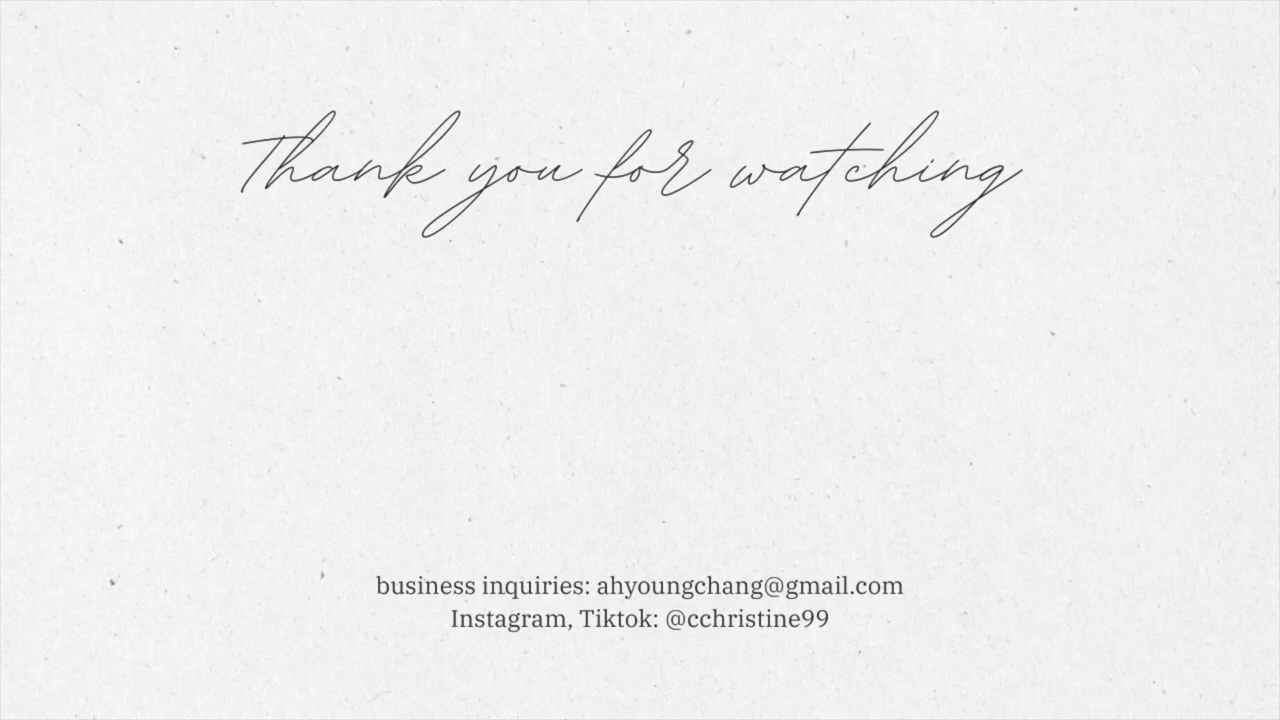 Thank you for watching
business inquiries: ahyoungchang@gmail.com
Instagram, Tiktok: @cchristine99